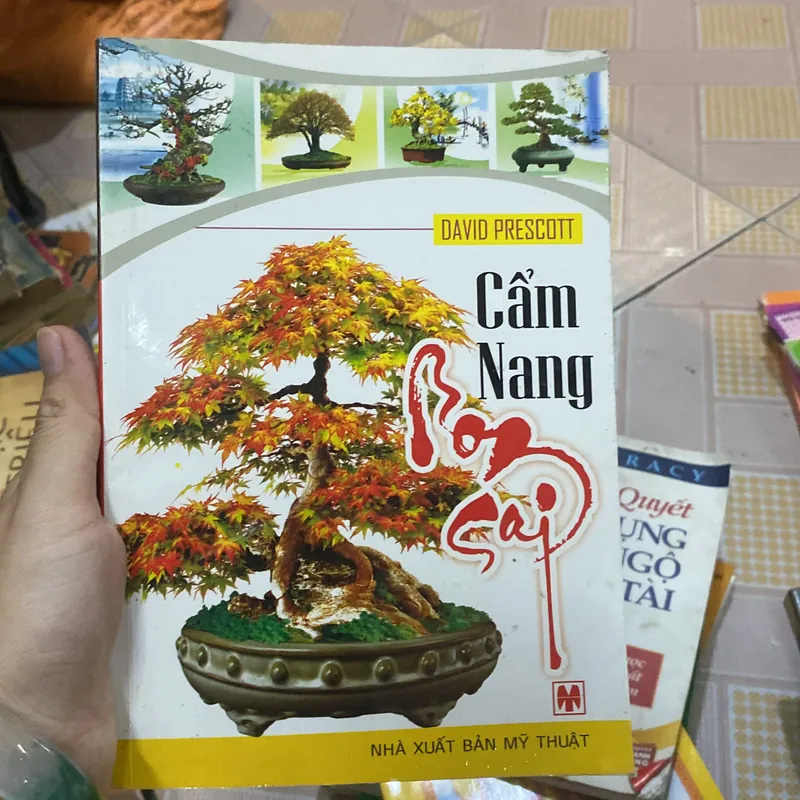 DAVID PRESCOTT
Cẩm
Nang
Bon
Sai
NHÀ XUẤT BẢN MỸ THUẬT
RACY
Quyết
ỤNG
NGỘ
TÀI